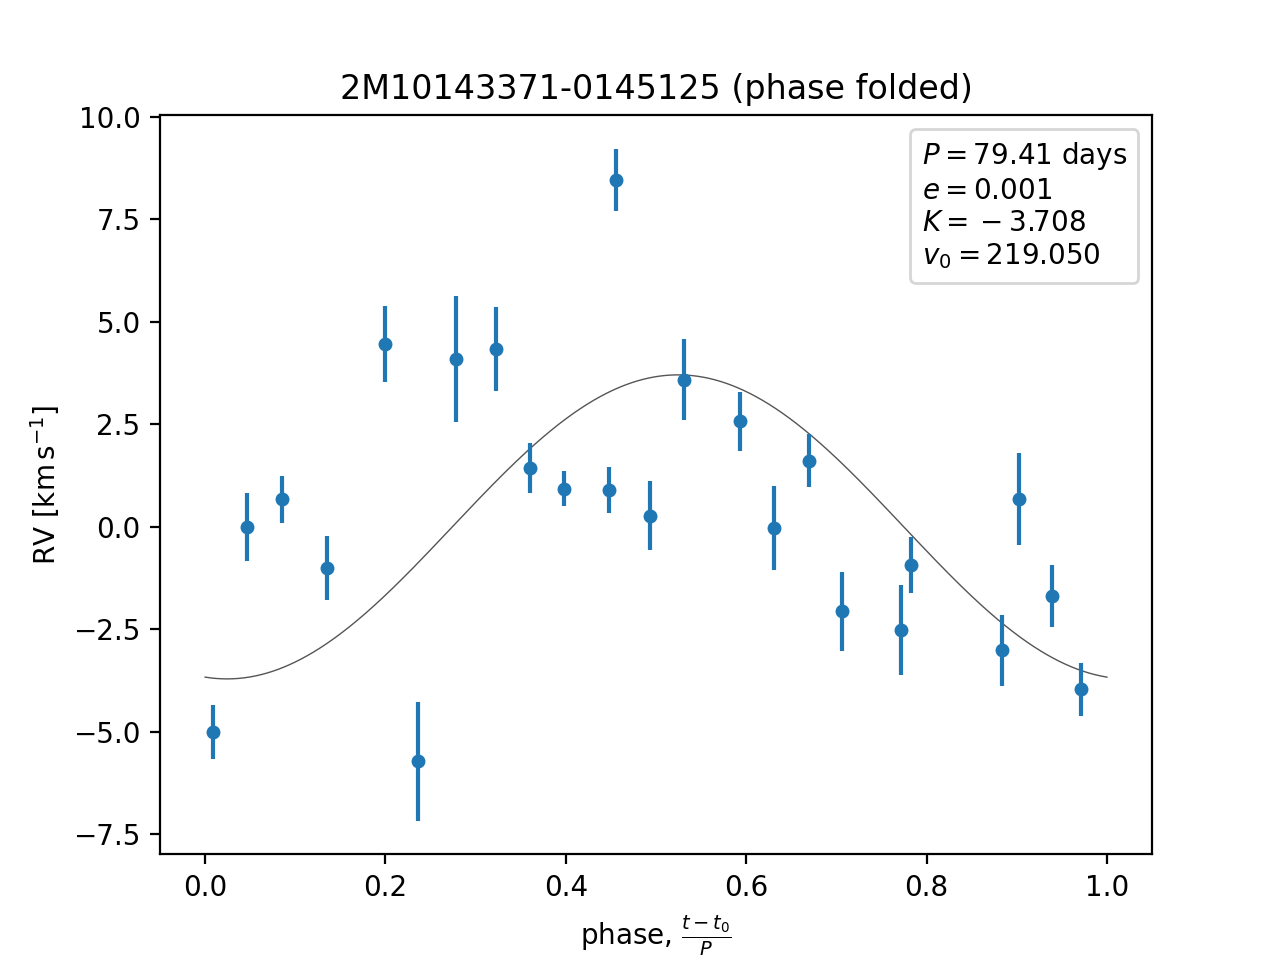 2M10143371-0145125 (phase folded)
P = 79.41 days
e = 0.001
K = −3.708
v₀ = 219.050
10.0
7.5
5.0
2.5
0.0
−2.5
−5.0
−7.5
RV [km s⁻¹]
0.0 0.2 0.4 0.6 0.8 1.0
phase, (t − t₀)/P